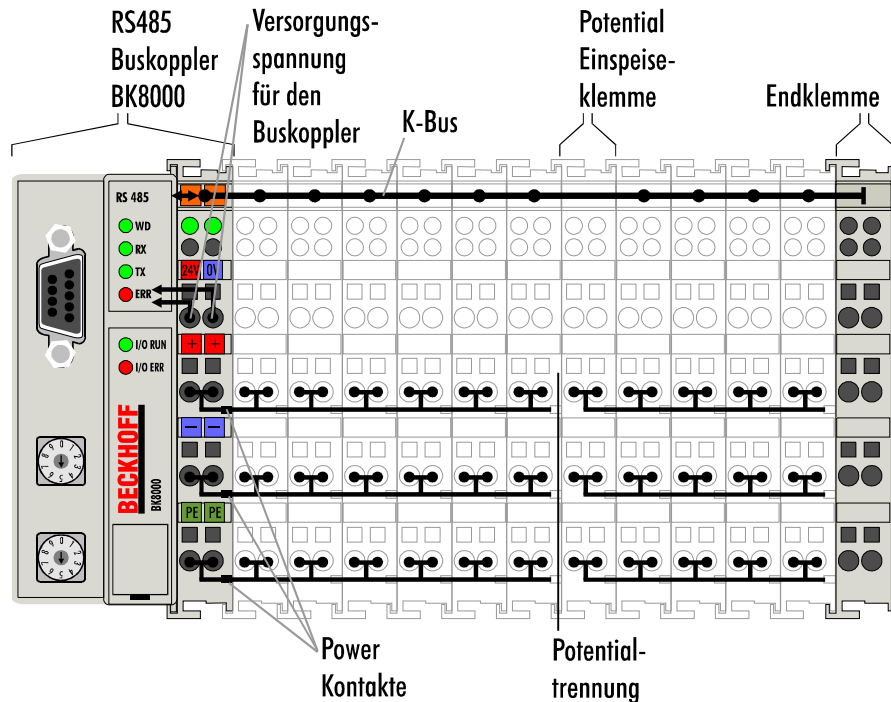 RS485
Buskoppler
BK8000
Versorgungs-
spannung
für den
Buskoppler
K-Bus
Potential
Einspeise-
klemme
Endklemme
RS 485
WD
RX
TX
ERR
I/O RUN
I/O ERR
BECKHOFF
BK8000
24V 0V
+ +
− −
PE PE
Power
Kontakte
Potential-
trennung